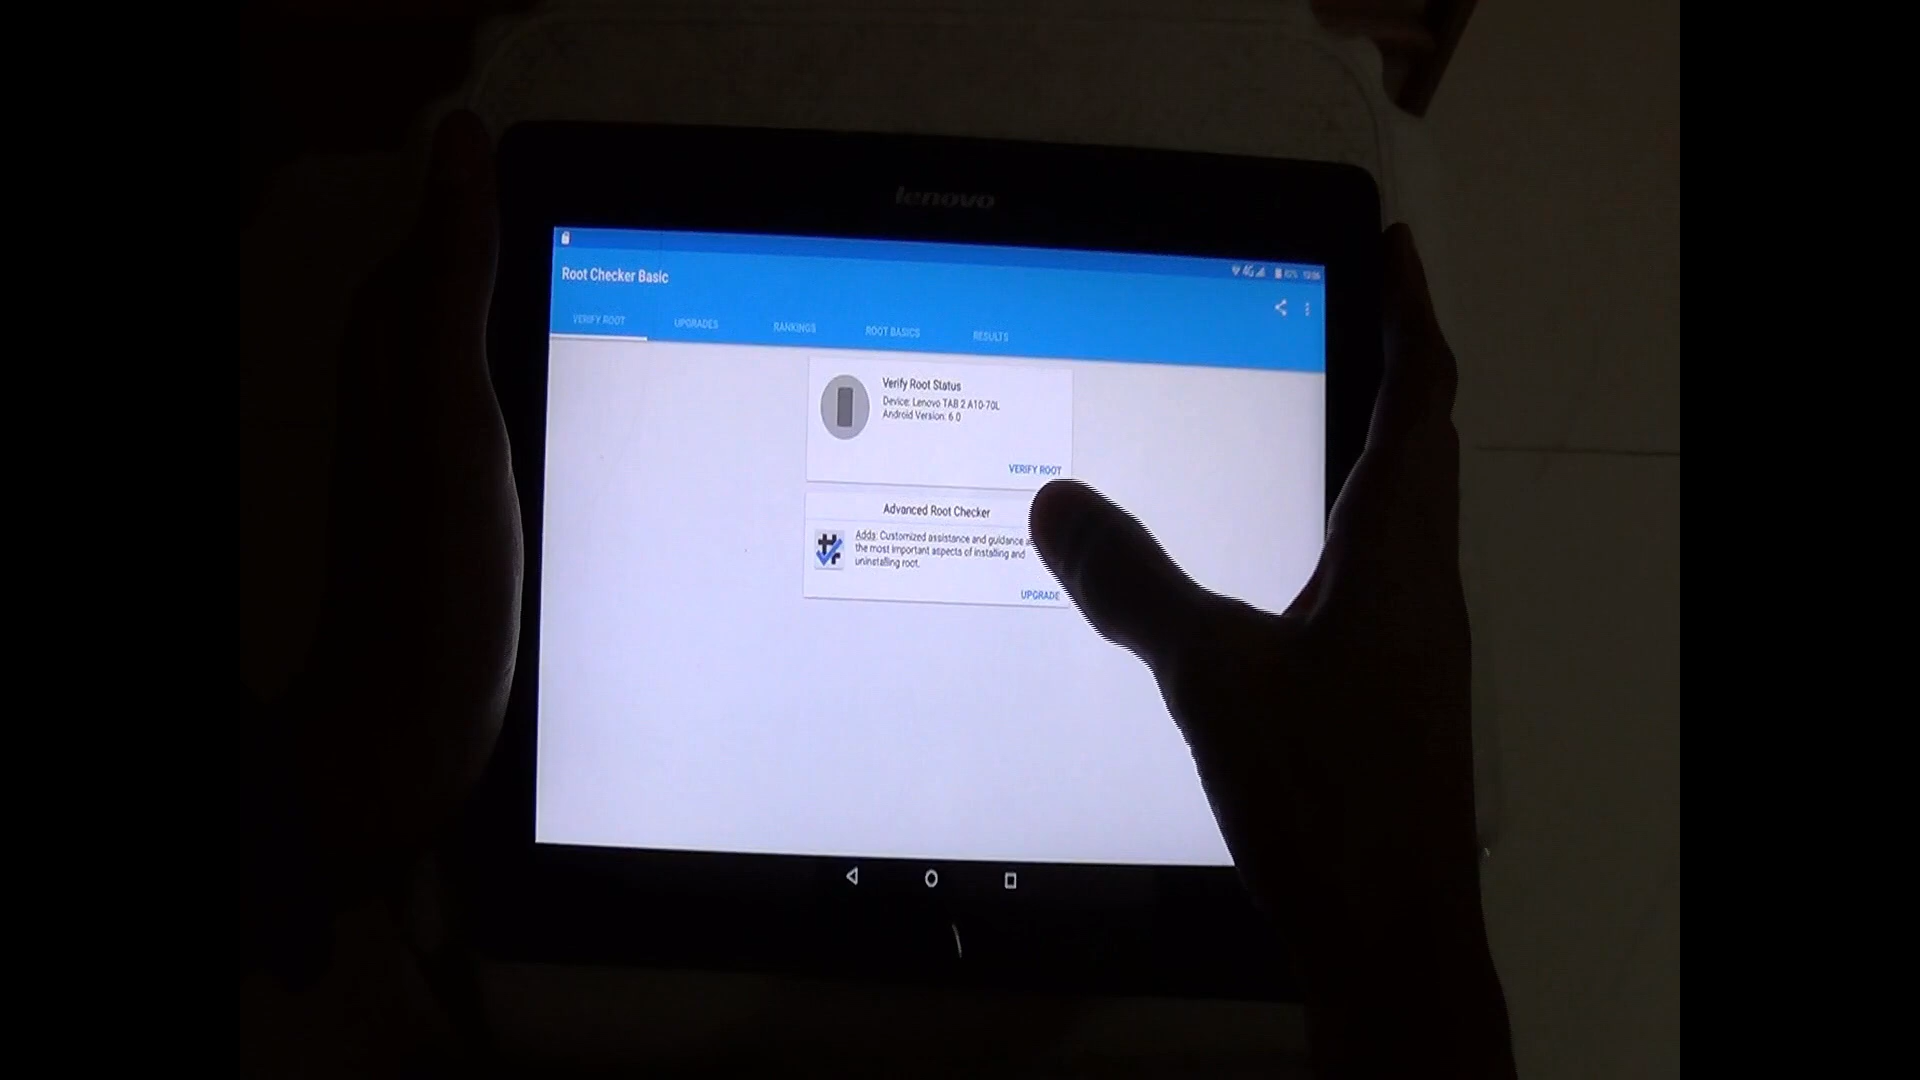 lenovo
4G
Root Checker Basic
VERIFY ROOT
UPGRADES
RANKINGS
ROOT BASICS
RESULTS
Verify Root Status
Device: Lenovo TAB 2 A10-70L
Android Version: 6.0
VERIFY ROOT
Advanced Root Checker
Adds: Customized assistance and guidance
the most important aspects of installing and
uninstalling root.
UPGRADE